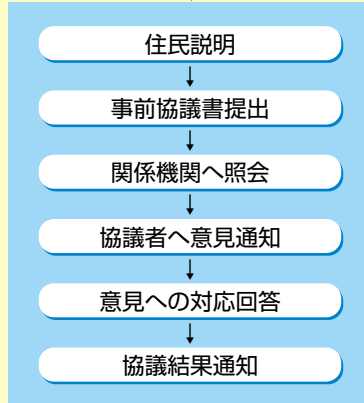 住民説明
事前協議書提出
関係機関へ照会
協議者へ意見通知
意見への対応回答
協議結果通知